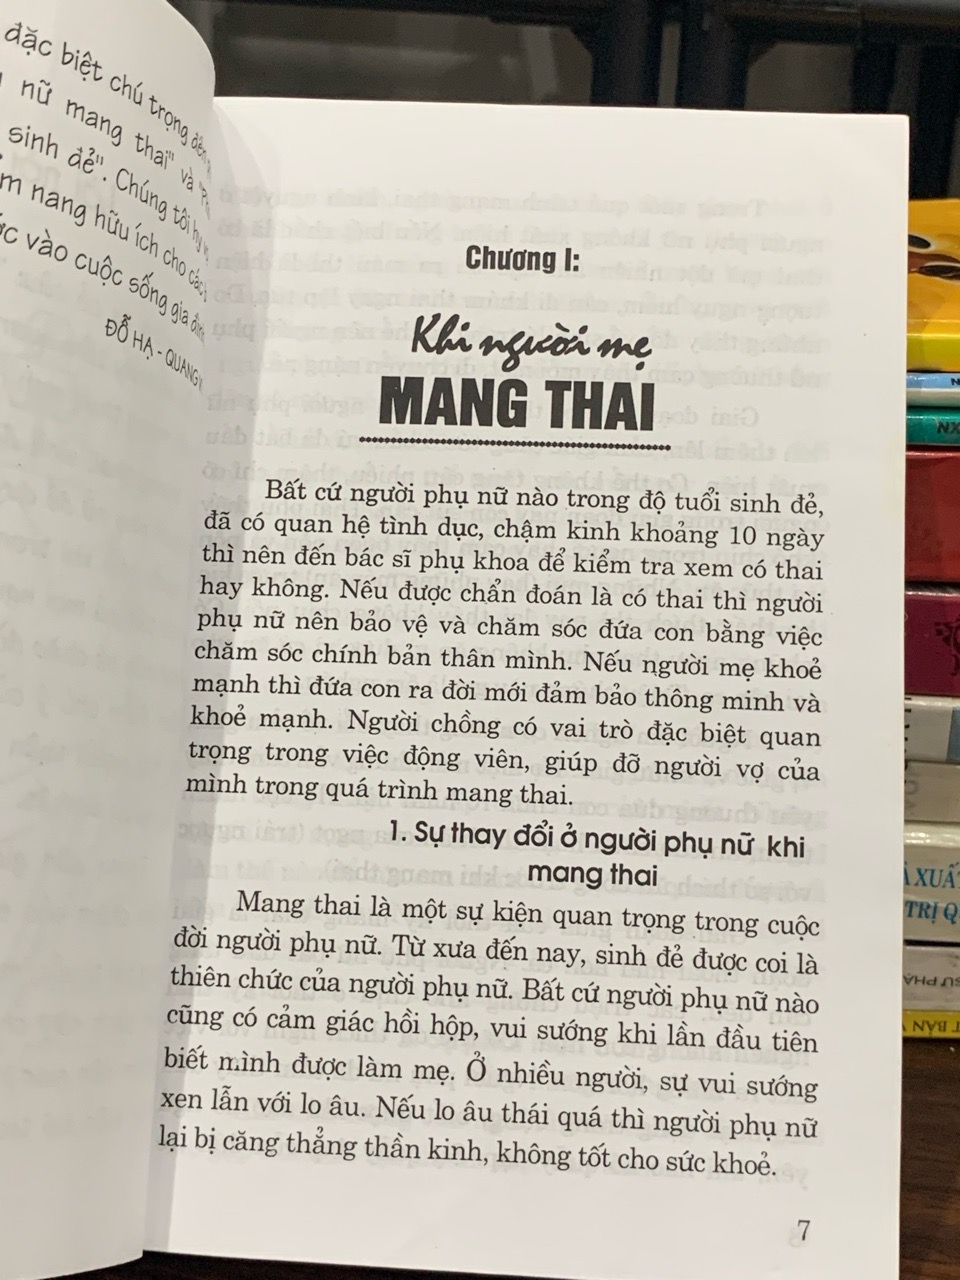 đặc biệt chú trọng đến
nữ mang thai" và
sinh đẻ". Chúng tôi hy
nang hữu ích cho các
vào cuộc sống gia đình
ĐỖ HẠ - QUANG
Chương I:
Khi người mẹ
MANG THAI
Bất cứ người phụ nữ nào trong độ tuổi sinh đẻ,
đã có quan hệ tình dục, chậm kinh khoảng 10 ngày
thì nên đến bác sĩ phụ khoa để kiểm tra xem có thai
hay không. Nếu được chẩn đoán là có thai thì người
phụ nữ nên bảo vệ và chăm sóc đứa con bằng việc
chăm sóc chính bản thân mình. Nếu người mẹ khoẻ
mạnh thì đứa con ra đời mới đảm bảo thông minh và
khoẻ mạnh. Người chồng có vai trò đặc biệt quan
trọng trong việc động viên, giúp đỡ người vợ của
mình trong quá trình mang thai.
1. Sự thay đổi ở người phụ nữ khi
mang thai
Mang thai là một sự kiện quan trọng trong cuộc
đời người phụ nữ. Từ xưa đến nay, sinh đẻ được coi là
thiên chức của người phụ nữ. Bất cứ người phụ nữ nào
cũng có cảm giác hồi hộp, vui sướng khi lần đầu tiên
biết mình được làm mẹ. Ở nhiều người, sự vui sướng
xen lẫn với lo âu. Nếu lo âu thái quá thì người phụ nữ
lại bị căng thẳng thần kinh, không tốt cho sức khoẻ.
7
XUẤT
TRỊ